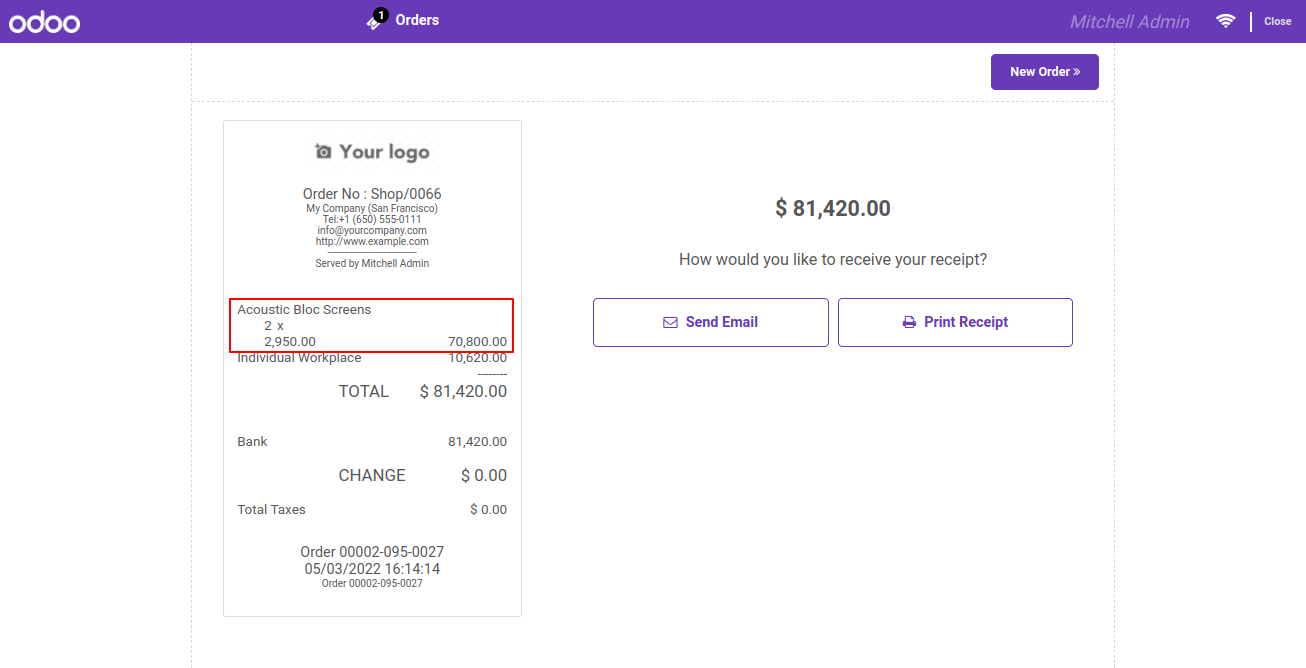 odoo
1
Orders
Mitchell Admin
Close
New Order »
Your logo
Order No : Shop/0066
My Company (San Francisco)
Tel:+1 (650) 555-0111
info@yourcompany.com
http://www.example.com
--------------------------------
Served by Mitchell Admin
Acoustic Bloc Screens
2 x
2,950.00 70,800.00
Individual Workplace 10,620.00
--------
TOTAL $ 81,420.00
Bank 81,420.00
CHANGE $ 0.00
Total Taxes $ 0.00
Order 00002-095-0027
05/03/2022 16:14:14
Order 00002-095-0027
$ 81,420.00
How would you like to receive your receipt?
Send Email
Print Receipt